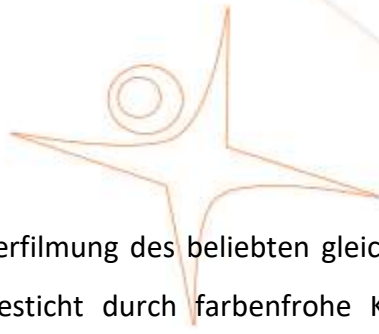 erfilmung des beliebten gleic
esticht durch farbenfrohe K